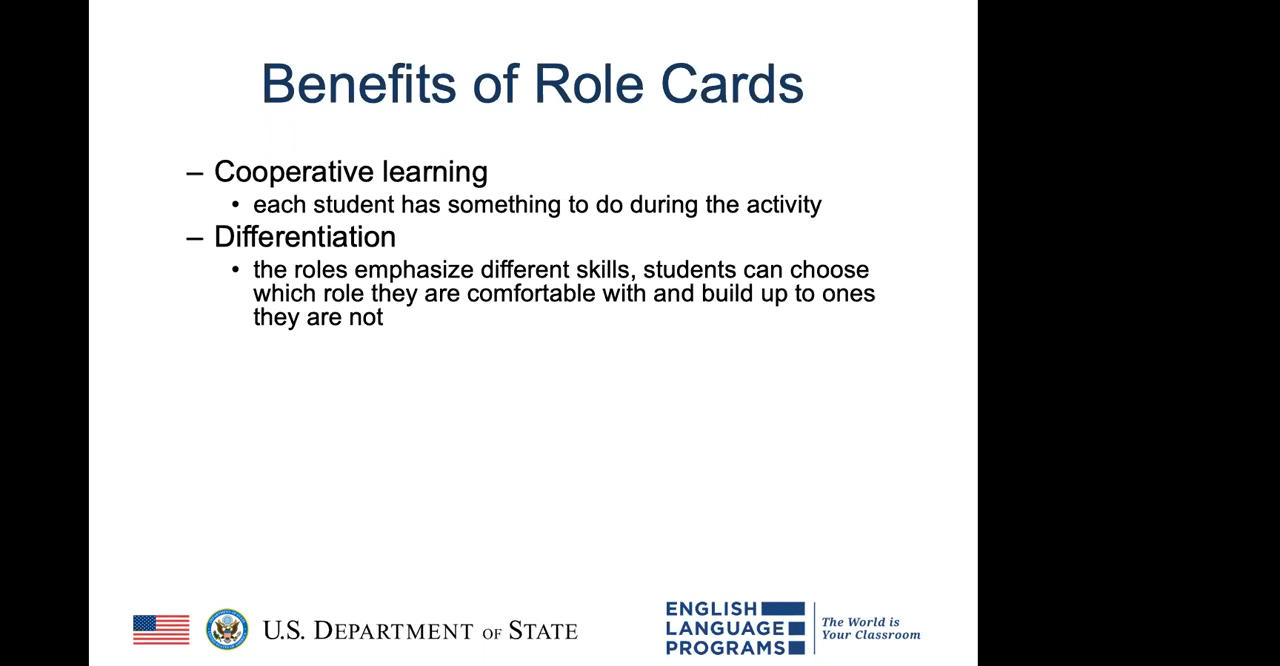 Benefits of Role Cards
– Cooperative learning
• each student has something to do during the activity
– Differentiation
• the roles emphasize different skills, students can choose
which role they are comfortable with and build up to ones
they are not
U.S. DEPARTMENT OF STATE
ENGLISH
LANGUAGE
PROGRAMS
The World is
Your Classroom